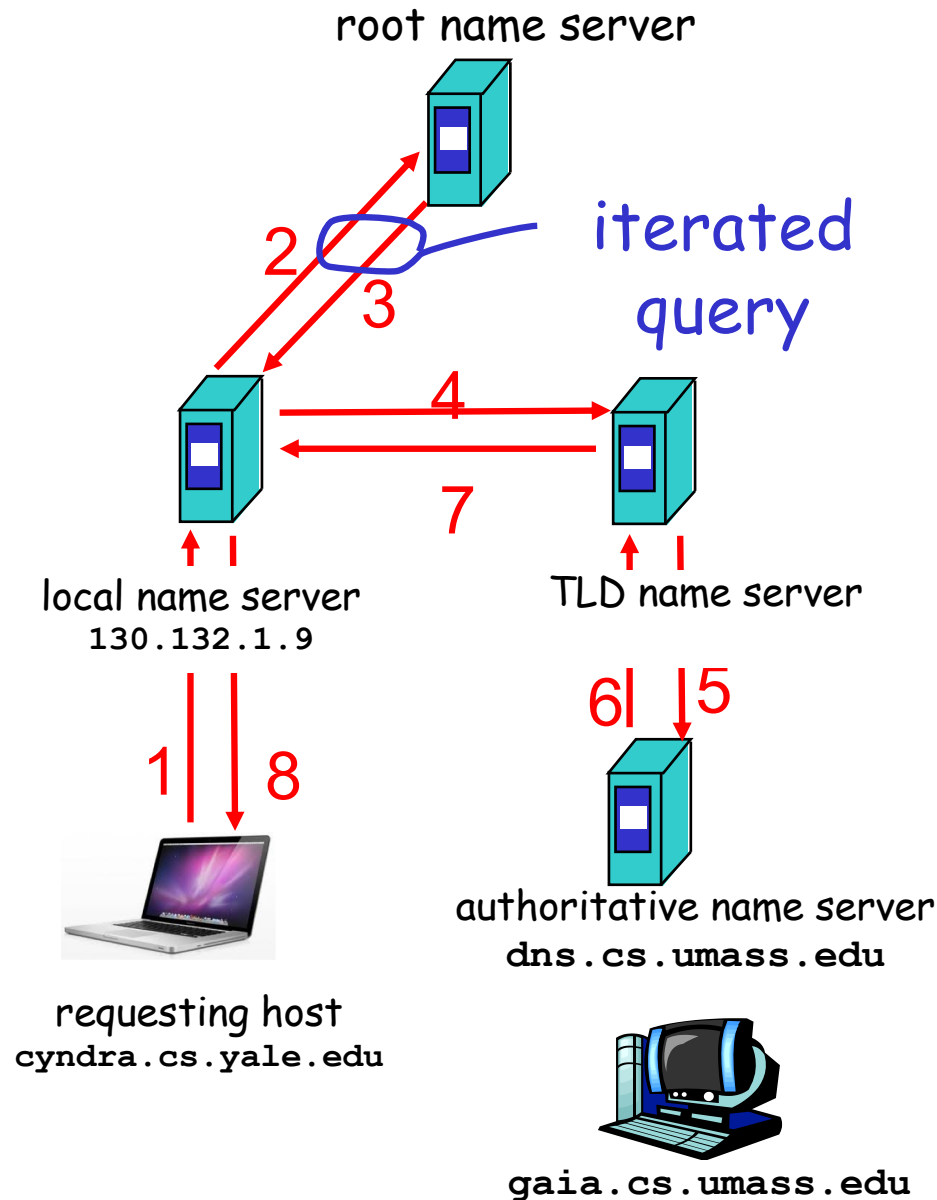 root name server
iterated
query
2
3
4
7
local name server
130.132.1.9
TLD name server
6
5
1
8
authoritative name server
dns.cs.umass.edu
requesting host
cyndra.cs.yale.edu
gaia.cs.umass.edu